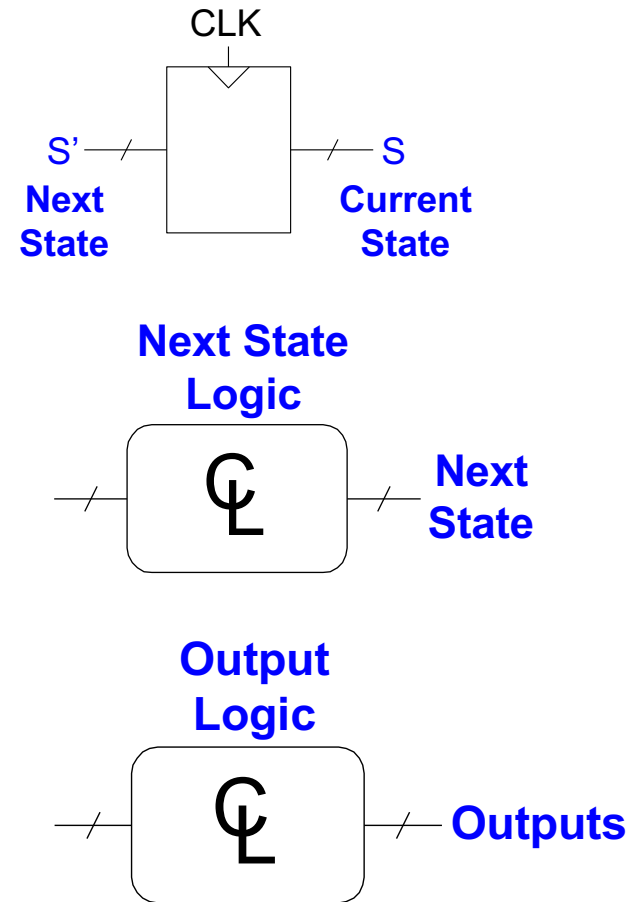 CLK
S’ S
Next Current
State State
Next State
Logic
CL Next
State
Output
Logic
CL Outputs